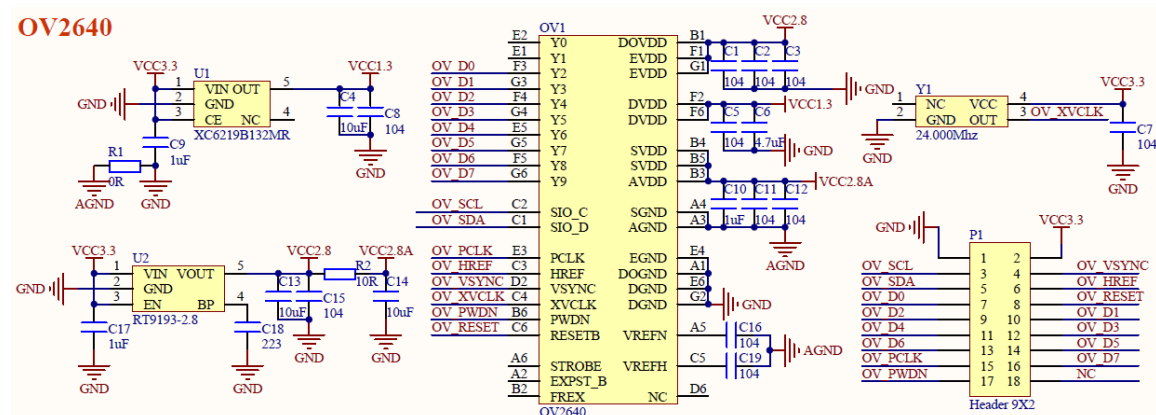 OV2640
VCC3.3
U1
1 VIN OUT 5
GND 2 GND
3 CE NC 4
XC6219B132MR
VCC1.3
C4
10uF
C8
104
GND
C9
1uF
R1
0R
AGND
GND
VCC3.3
U2
1 VIN VOUT 5
GND 2 GND
3 EN BP 4
RT9193-2.8
VCC2.8
VCC2.8A
R2
10R
C13
10uF
C15
104
C14
10uF
GND
GND
C17
1uF
C18
223
GND
GND
OV1
E2 Y0
E1 Y1
OV_D0 F3 Y2
OV_D1 G3 Y3
OV_D2 F4 Y4
OV_D3 G4 Y5
OV_D4 E5 Y6
OV_D5 G5 Y7
OV_D6 F5 Y8
OV_D7 G6 Y9
OV_SCL C2 SIO_C
OV_SDA C1 SIO_D
OV_PCLK E3 PCLK
OV_HREF C3 HREF
OV_VSYNC D2 VSYNC
OV_XVCLK C4 XVCLK
OV_PWDN B6 PWDN
OV_RESET C6 RESETB
A6 STROBE
A2 EXPST_B
B2 FREX
DOVDD B1
EVDD F1
EVDD G1
DVDD F2
DVDD F6
SVDD B4
SVDD B5
AVDD B3
SGND A4
AGND A3
EGND E4
DOGND A1
DGND E6
DGND G2
VREFN A5
VREFH C5
NC D6
OV2640
VCC2.8
C1 C2 C3
104 104 104
GND
VCC1.3
C5 C6
104 4.7uF
GND
VCC2.8A
C10 C11 C12
1uF 104 104
AGND
GND
C16
104
C19
104
AGND
Y1
1 NC VCC 4
2 GND OUT 3 OV_XVCLK
24.000Mhz
GND
VCC3.3
C7
104
GND
GND
VCC3.3
P1
1 2
OV_SCL 3 4 OV_VSYNC
OV_SDA 5 6 OV_HREF
OV_D0 7 8 OV_RESET
OV_D2 9 10 OV_D1
OV_D4 11 12 OV_D3
OV_D6 13 14 OV_D5
OV_PCLK 15 16 OV_D7
OV_PWDN 17 18 NC
Header 9X2